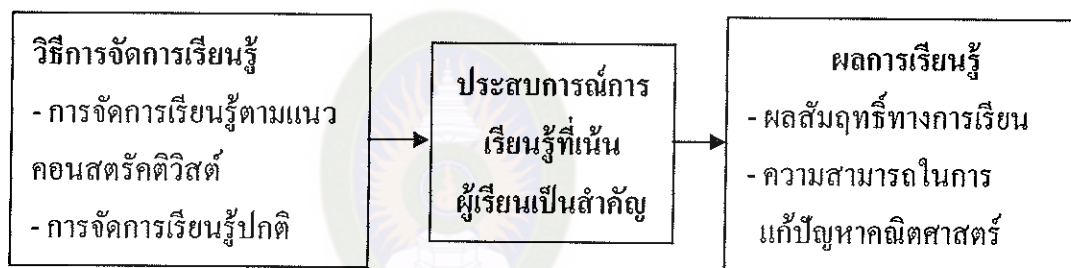 วิธีการจัดการเรียนรู้
- การจัดการเรียนรู้ตามแนว
คอนสตรัคติวิสต์
- การจัดการเรียนรู้ปกติ
ประสบการณ์การ
เรียนรู้ที่เน้น
ผู้เรียนเป็นสำคัญ
ผลการเรียนรู้
- ผลสัมฤทธิ์ทางการเรียน
- ความสามารถในการ
แก้ปัญหาคณิตศาสตร์